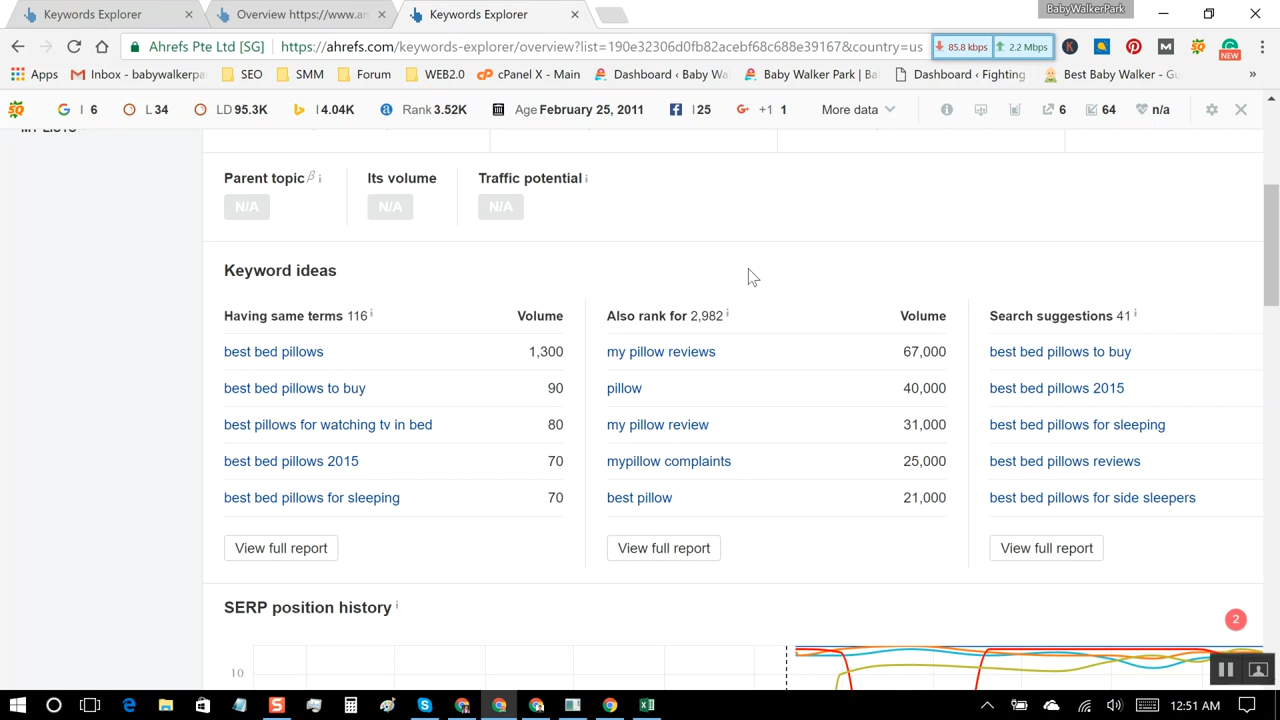 BabyWalkerPark
Keywords Explorer
Overview https://www.an
Keywords Explorer
Ahrefs Pte Ltd [SG]
https://ahrefs.com/keywords-explorer/overview?list=190e32306d0fb82acebf68c688e39167&country=us
85.8 kbps
2.2 Mbps
NEW
Apps
Inbox - babywalkerpa
SEO
SMM
Forum
WEB2.0
cPanel X - Main
Dashboard ‹ Baby Wa
Baby Walker Park | Ba
Dashboard ‹ Fighting
Best Baby Walker - Gu
»
I 6
L 34
LD 95.3K
I 4.04K
Rank 3.52K
Age February 25, 2011
I 25
+1 1
More data
6
64
n/a
MY LISTS
Parent topic β i
Its volume
Traffic potential i
N/A
N/A
N/A
Keyword ideas
Having same terms 116 i
Volume
Also rank for 2,982 i
Volume
Search suggestions 41 i
best bed pillows
1,300
my pillow reviews
67,000
best bed pillows to buy
best bed pillows to buy
90
pillow
40,000
best bed pillows 2015
best pillows for watching tv in bed
80
my pillow review
31,000
best bed pillows for sleeping
best bed pillows 2015
70
mypillow complaints
25,000
best bed pillows reviews
best bed pillows for sleeping
70
best pillow
21,000
best bed pillows for side sleepers
View full report
View full report
View full report
SERP position history i
2
10
12:51 AM